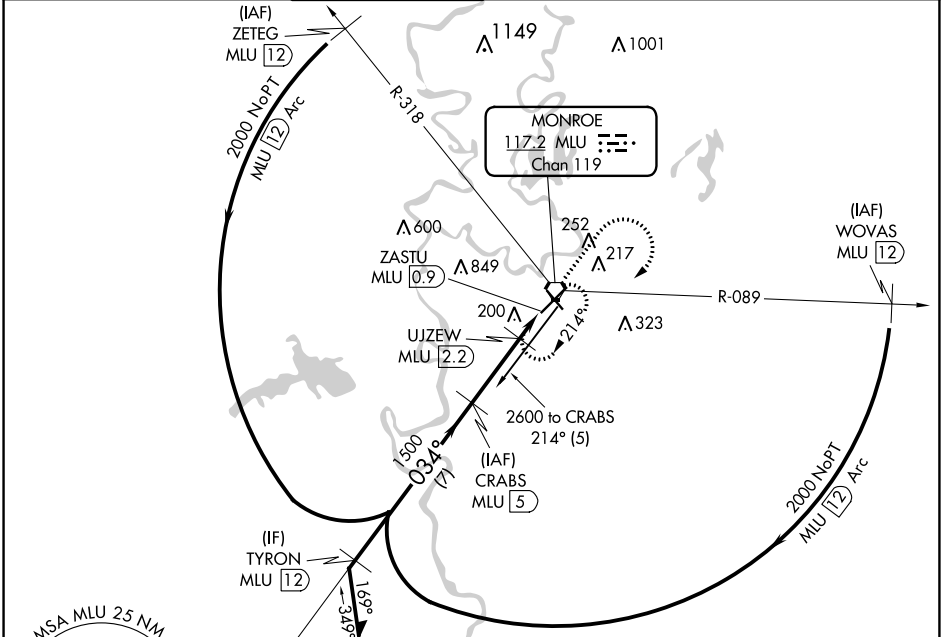 (IAF)
ZETEG
MLU 12
1149
1001
2000 NoPT
MLU 12 Arc
R-318
MONROE
117.2 MLU
Chan 119
600
ZASTU
MLU 0.9
849
252
217
(IAF)
WOVAS
MLU 12
R-089
200
323
214°
UJZEW
MLU 2.2
2600 to CRABS
214° (5)
1500
034°
(7)
(IAF)
CRABS
MLU 5
2000 NoPT
MLU 12 Arc
(IF)
TYRON
MLU 12
169°
349°
MSA MLU 25 NM